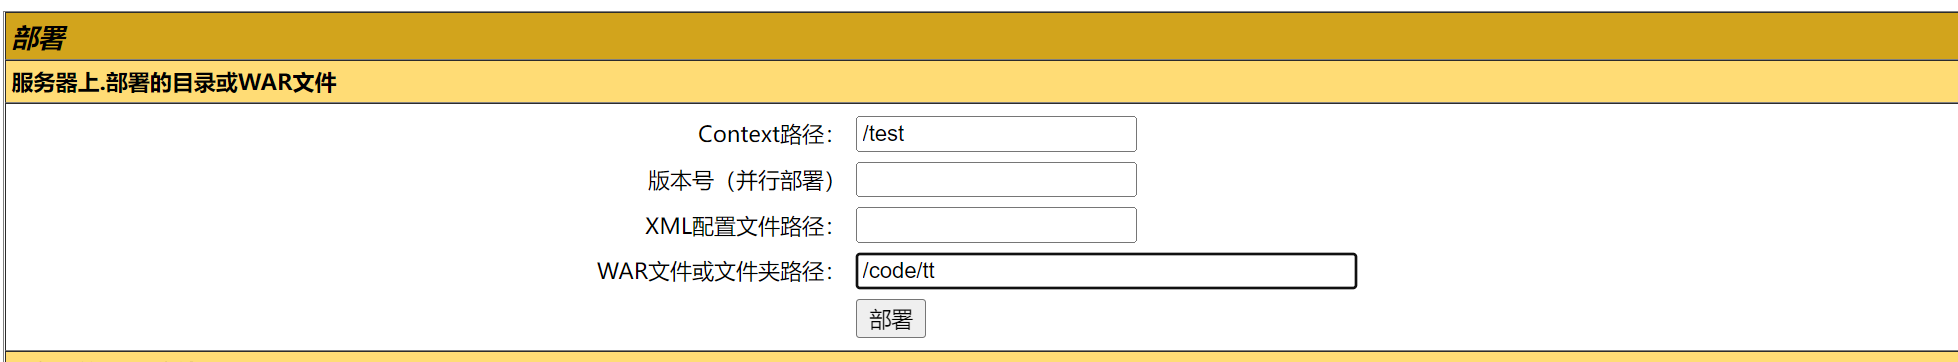 部署
服务器上.部署的目录或WAR文件
Context路径： /test
版本号（并行部署）
XML配置文件路径：
WAR文件或文件夹路径： /code/tt
部署